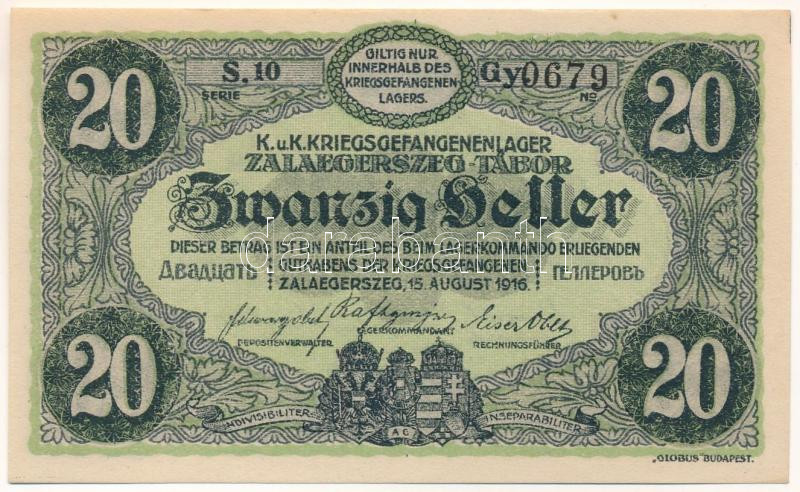 20
S.10
SERIE
GILTIG NUR
INNERHALB DES
KRIEGSGEFANGENEN
LAGERS.
Gy0679
No
20
K.u.K. KRIEGSGEFANGENENLAGER
ZALAEGERSZEG-TÁBOR
Zwanzig Heller
darabanth
DIESER BETRAG IST EIN ANTEIL DES BEIM LAGERKOMMANDO ERLIEGENDEN
Двадцать GUTHABENS DER KRIEGSGEFANGENEN ГЕЛЛЕРОВЪ
ZALAEGERSZEG, 15. AUGUST 1916.
LAGERKOMMANDANT
DEPOSITENVERWALTER
RECHNUNGSFÜHRER
20
INDIVISIBILITER
AC
INSEPARABILITER
20
„GLOBUS" BUDAPEST.